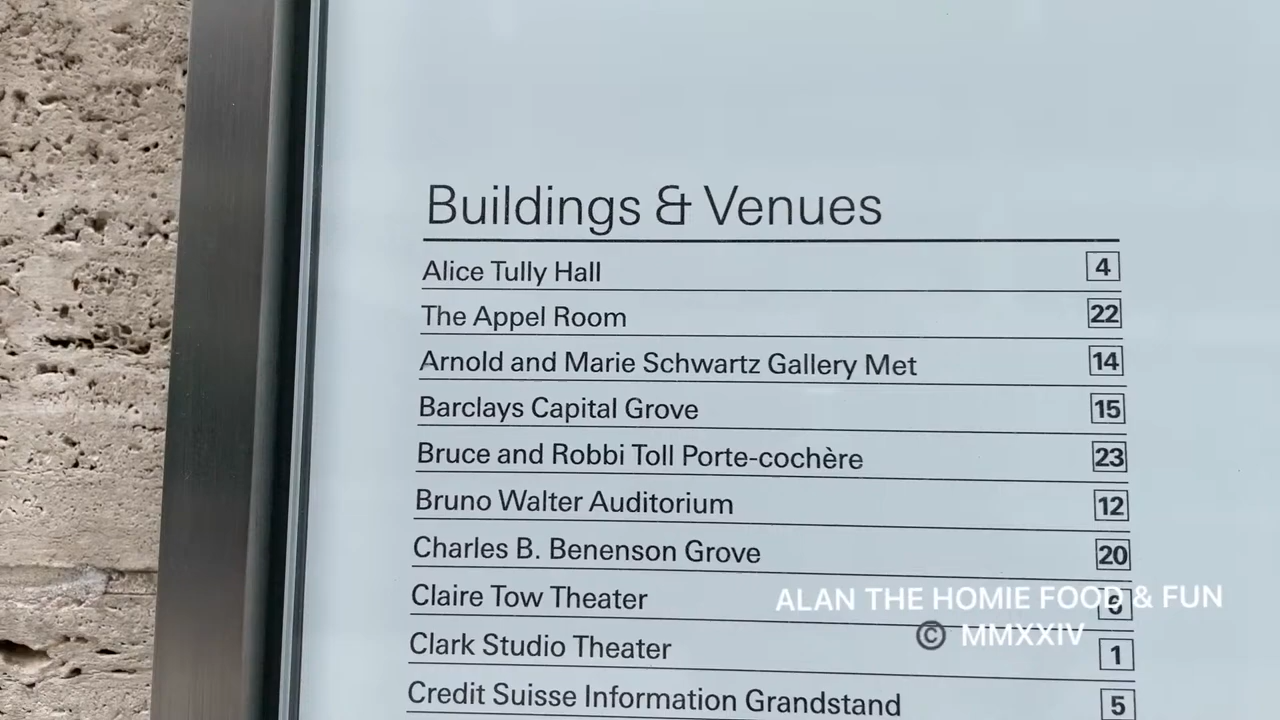 Buildings & Venues
Alice Tully Hall 4
The Appel Room 22
Arnold and Marie Schwartz Gallery Met 14
Barclays Capital Grove 15
Bruce and Robbi Toll Porte-cochère 23
Bruno Walter Auditorium 12
Charles B. Benenson Grove 20
Claire Tow Theater
ALAN THE HOMIE FOOD & FUN
© MMXXIV
Clark Studio Theater 1
Credit Suisse Information Grandstand 5